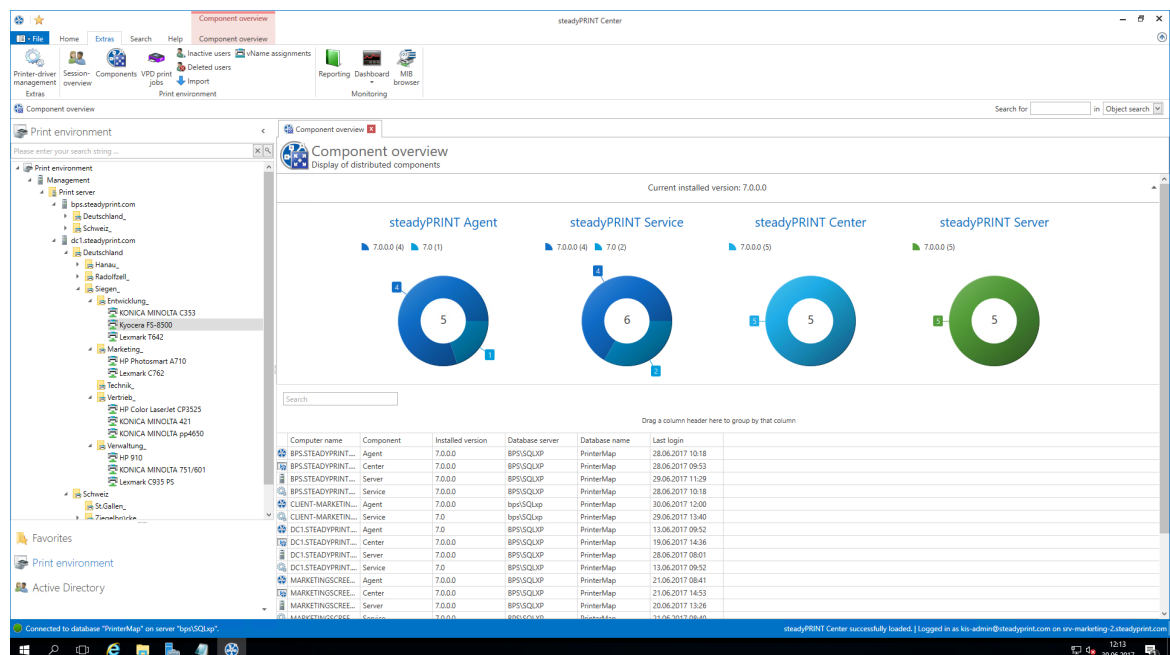 Component overview
steadyPRINT Center
File Home Extras Search Help Component overview
Printer-driver management
Session-overview
Components
VPD print jobs
Inactive users
vName assignments
Deleted users
Import
Reporting
Dashboard
MIB browser
Extras
Print environment
Monitoring
Component overview
Search for in Object search
Print environment
Please enter your search string ...
Print environment
Management
Print server
bps.steadyprint.com
Deutschland_
Schweiz_
dc1.steadyprint.com
Deutschland
Hanau_
Radolfzell_
Siegen_
Entwicklung_
KONICA MINOLTA C353
Kyocera FS-8500
Lexmark T642
Marketing_
HP Photosmart A710
Lexmark C762
Technik_
Vertrieb_
HP Color LaserJet CP3525
KONICA MINOLTA 421
KONICA MINOLTA pp4650
Verwaltung_
HP 910
KONICA MINOLTA 751/601
Lexmark C935 PS
Schweiz
St.Gallen_
Ziegelbrücke
Favorites
Print environment
Active Directory
Component overview
Component overview
Display of distributed components
Current installed version: 7.0.0.0
steadyPRINT Agent
7.0.0.0 (4) 7.0 (1)
4
5
1
steadyPRINT Service
7.0.0.0 (4) 7.0 (2)
4
6
2
steadyPRINT Center
7.0.0.0 (5)
5
5
steadyPRINT Server
7.0.0.0 (5)
5
5
Search
Drag a column header here to group by that column
Computer name Component Installed version Database server Database name Last login
BPS.STEADYPRINT.... Agent 7.0.0.0 BPS\SQLXP PrinterMap 28.06.2017 10:18
BPS.STEADYPRINT.... Center 7.0.0.0 BPS\SQLXP PrinterMap 28.06.2017 09:53
BPS.STEADYPRINT.... Server 7.0.0.0 BPS\SQLXP PrinterMap 29.06.2017 11:29
BPS.STEADYPRINT.... Service 7.0.0.0 BPS\SQLXP PrinterMap 28.06.2017 10:18
CLIENT-MARKETIN... Agent 7.0.0.0 bps\SQLxp PrinterMap 30.06.2017 12:00
CLIENT-MARKETIN... Service 7.0 bps\SQLxp PrinterMap 29.06.2017 13:40
DC1.STEADYPRINT.... Agent 7.0 BPS\SQLXP PrinterMap 13.06.2017 09:52
DC1.STEADYPRINT.... Center 7.0.0.0 BPS\SQLXP PrinterMap 19.06.2017 14:36
DC1.STEADYPRINT.... Server 7.0.0.0 BPS\SQLXP PrinterMap 28.06.2017 08:01
DC1.STEADYPRINT.... Service 7.0 BPS\SQLXP PrinterMap 13.06.2017 09:52
MARKETINGSCREE... Agent 7.0.0.0 BPS\SQLXP PrinterMap 21.06.2017 08:41
MARKETINGSCREE... Center 7.0.0.0 BPS\SQLXP PrinterMap 21.06.2017 14:53
MARKETINGSCREE... Server 7.0.0.0 BPS\SQLXP PrinterMap 20.06.2017 13:26
MARKETINGSCREE... Service 7.0.0.0 BPS\SQLXP PrinterMap 21.06.2017 08:40
Connected to database "PrinterMap" on server "bps\SQLxp".
steadyPRINT Center successfully loaded. | Logged in as kis-admin@steadyprint.com on srv-marketing-2.steadyprint.com
12:13